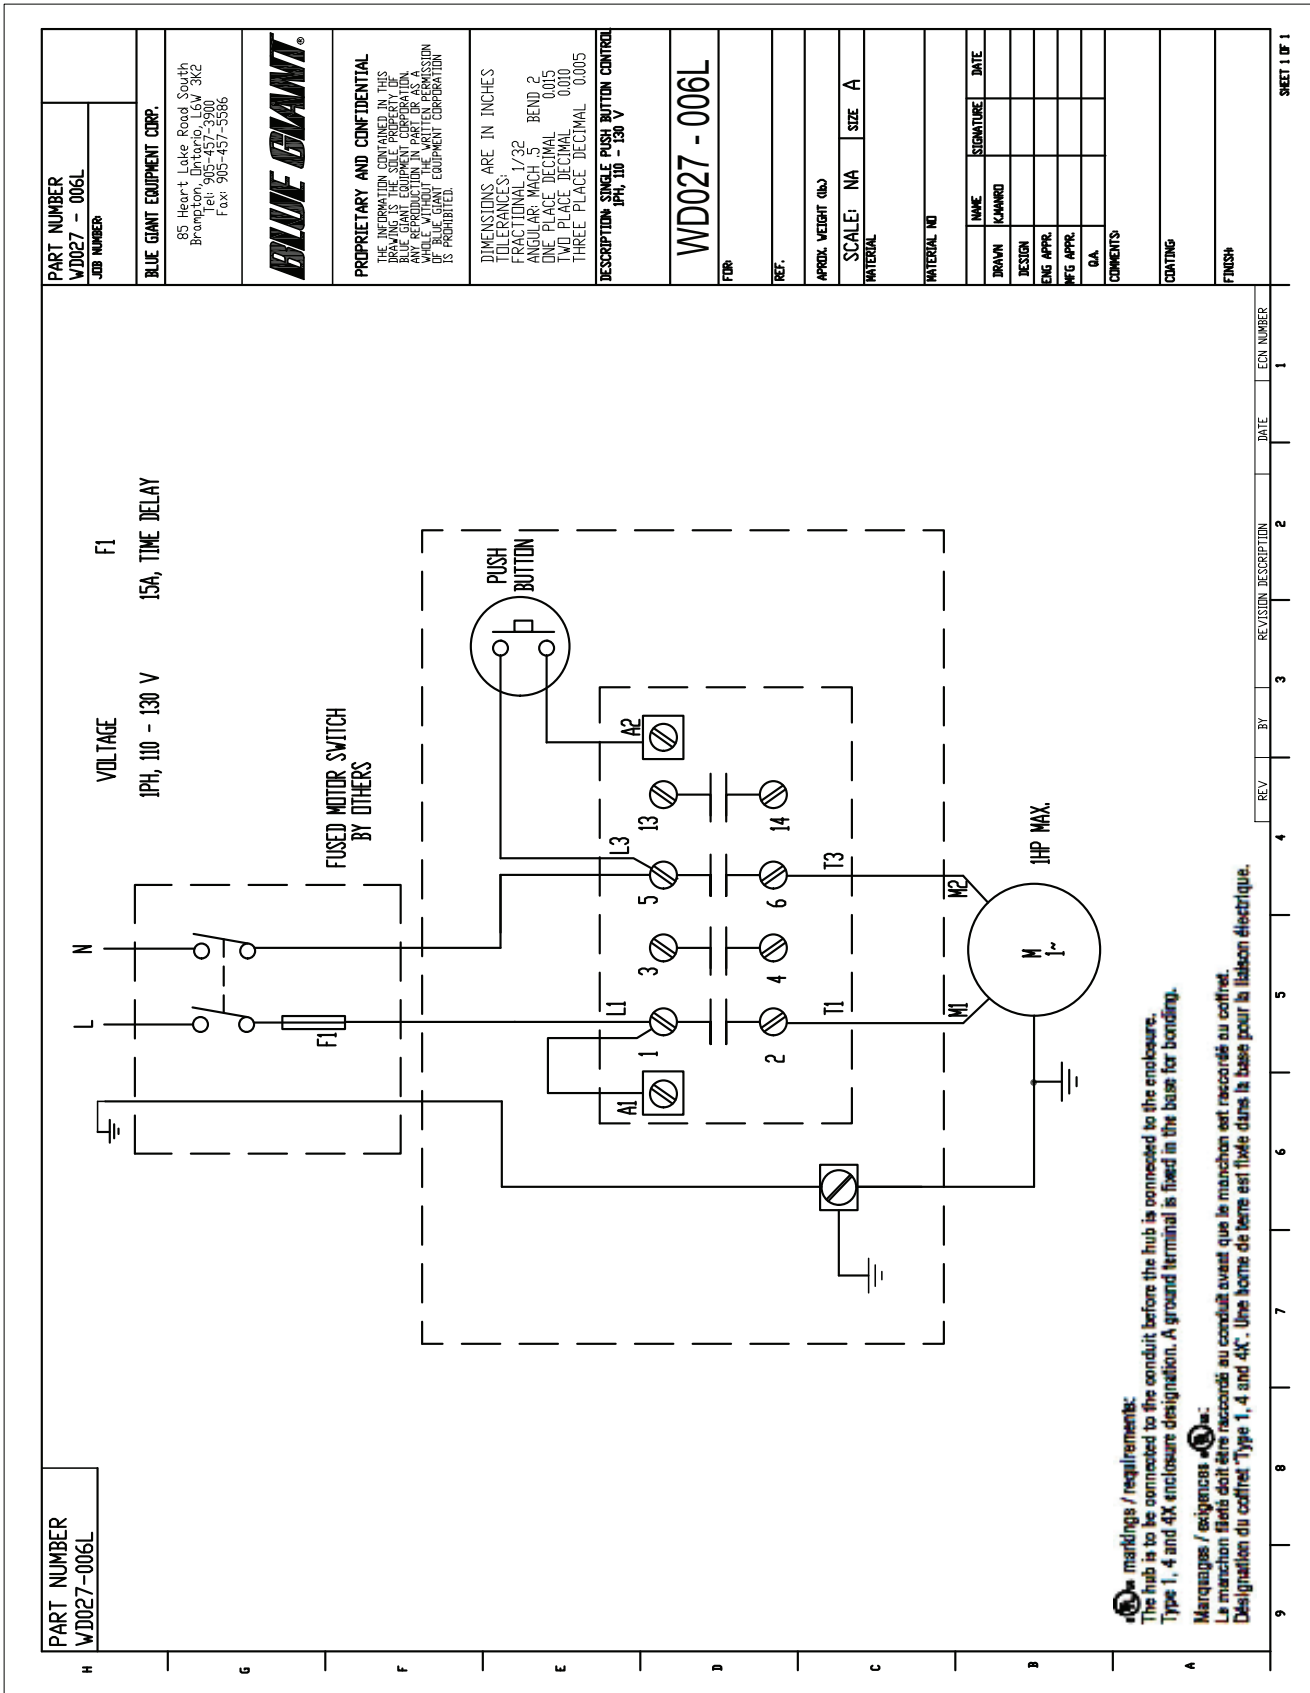 PART NUMBER
WD027-006L
VOLTAGE
F1
1PH, 110 - 130 V
15A, TIME DELAY
L
N
FUSED MOTOR SWITCH
BY OTHERS
F1
PUSH
BUTTON
A1
L1
L3
A2
1
3
5
13
2
4
6
14
T1
T3
M1
M2
M
1~
1HP MAX.
c UL us markings / requirements:
The hub is to be connected to the conduit before the hub is connected to the enclosure.
Type 1, 4 and 4X enclosure designation. A ground terminal is fixed in the base for bonding.
Marquages / exigences c UL us:
Le manchon fileté doit être raccordé au conduit avant que le manchon est raccordé au coffret.
Désignation du coffret "Type 1, 4 and 4X". Une borne de terre est fixée dans la base pour la liaison électrique.
REV
BY
REVISION DESCRIPTION
DATE
ECN NUMBER
9 8 7 6 5 4 3 2 1
H
G
F
E
D
C
B
A
PART NUMBER
WD027 - 006L
JOB NUMBER:
BLUE GIANT EQUIPMENT CORP.
85 Heart Lake Road South
Brampton, Ontario, L6W 3K2
Tel: 905-457-3900
Fax: 905-457-5586
BLUE GIANT®
PROPRIETARY AND CONFIDENTIAL
THE INFORMATION CONTAINED IN THIS
DRAWING IS THE SOLE PROPERTY OF
BLUE GIANT EQUIPMENT CORPORATION.
ANY REPRODUCTION IN PART OR AS A
WHOLE WITHOUT THE WRITTEN PERMISSION
OF BLUE GIANT EQUIPMENT CORPORATION
IS PROHIBITED.
DIMENSIONS ARE IN INCHES
TOLERANCES:
FRACTIONAL 1/32
ANGULAR: MACH .5 BEND 2
ONE PLACE DECIMAL 0.015
TWO PLACE DECIMAL 0.010
THREE PLACE DECIMAL 0.005
DESCRIPTION: SINGLE PUSH BUTTON CONTROL
1PH, 110 - 130 V
WD027 - 006L
FOR:
REF.
APROX. WEIGHT (lb.)
SCALE: NA SIZE A
MATERIAL
MATERIAL NO
NAME SIGNATURE DATE
DRAWN K.MANRO
DESIGN
ENG APPR.
MFG APPR.
Q.A.
COMMENTS:
COATING:
FINISH:
SHEET 1 OF 1